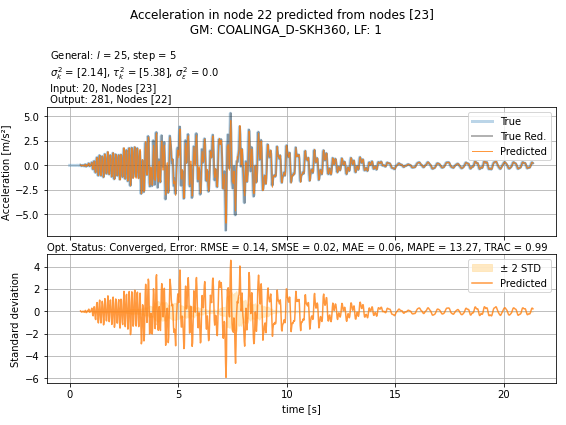 Acceleration in node 22 predicted from nodes [23]
GM: COALINGA_D-SKH360, LF: 1
General: l = 25, step = 5
σ²ₖ = [2.14], τ²ₖ = [5.38], σ²ε = 0.0
Input: 20, Nodes [23]
Output: 281, Nodes [22]
Acceleration [m/s²]
5.0
2.5
0.0
−2.5
−5.0
True
True Red.
Predicted
Opt. Status: Converged, Error: RMSE = 0.14, SMSE = 0.02, MAE = 0.06, MAPE = 13.27, TRAC = 0.99
Standard deviation
4
2
0
−2
−4
−6
± 2 STD
Predicted
0 5 10 15 20
time [s]